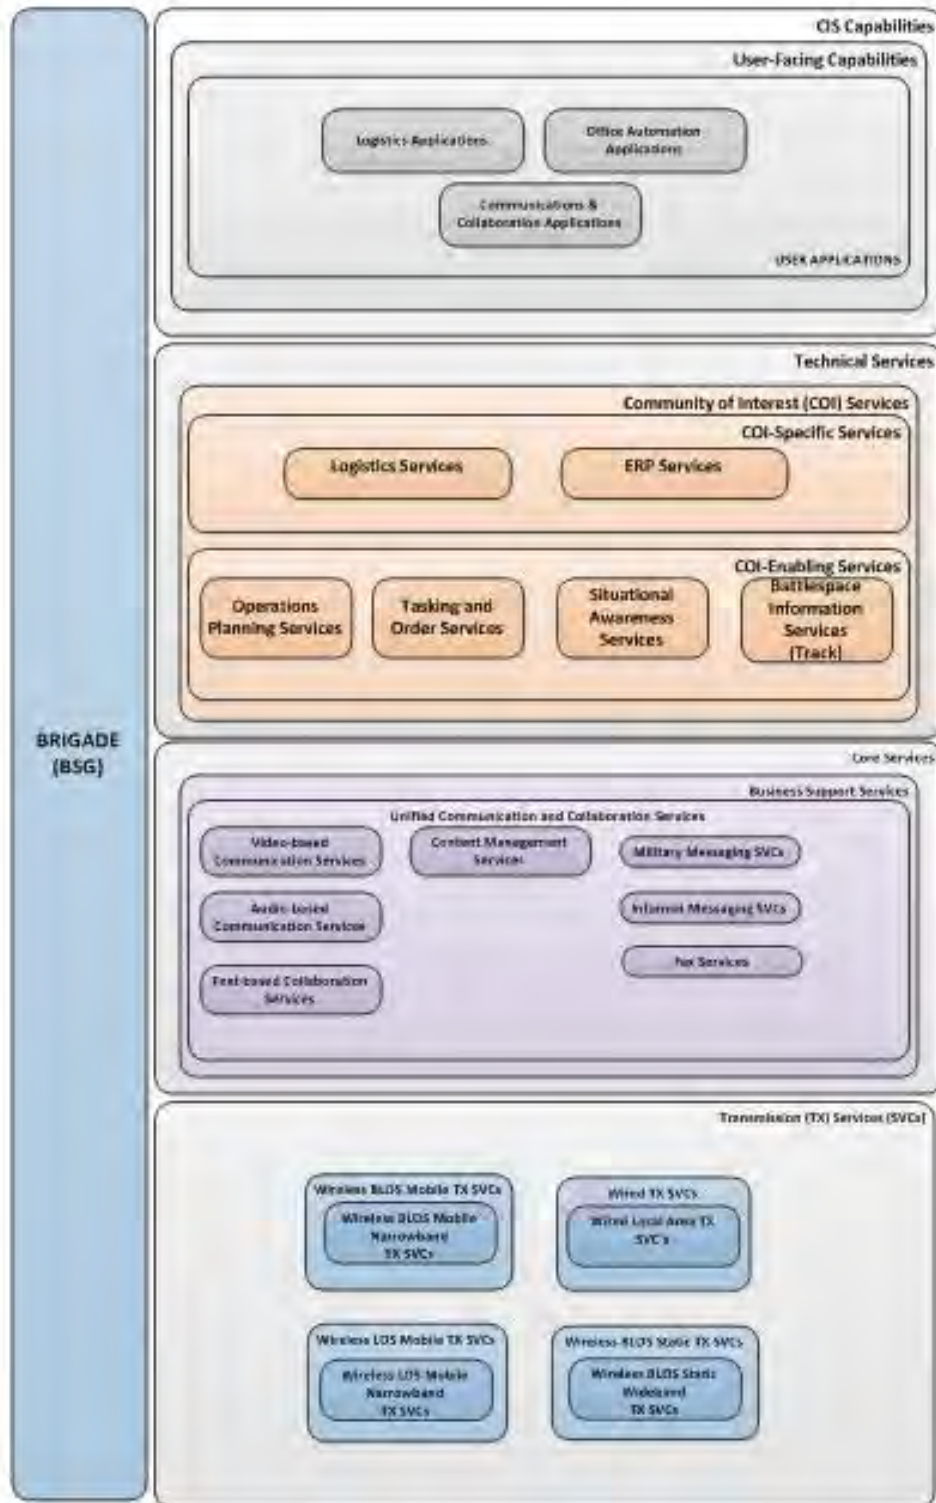 BRIGADE
(BSG)
CIS Capabilities
User-Facing Capabilities
Logistics Applications
Office Automation
Applications
Communications &
Collaboration Applications
USER APPLICATIONS
Technical Services
Community of Interest (COI) Services
COI-Specific Services
Logistics Services
ERP Services
COI-Enabling Services
Operations
Planning Services
Tasking and
Order Services
Situational
Awareness
Services
Battlespace
Information
Services
(Track)
Core Services
Business Support Services
Unified Communication and Collaboration Services
Video-based
Communication Services
Content Management
Services
Military Messaging SVCs
Audio-based
Communication Services
Informal Messaging SVCs
Fax Services
Text-based Collaboration
Services
Transmission (TX) Services (SVCs)
Wireless BLOS Mobile TX SVCs
Wireless BLOS Mobile
Narrowband
TX SVCs
Wired TX SVCs
Wired Local Area TX
SVC's
Wireless LOS Mobile TX SVCs
Wireless LOS Mobile
Narrowband
TX SVCs
Wireless BLOS Static TX SVCs
Wireless BLOS Static
Wideband
TX SVCs